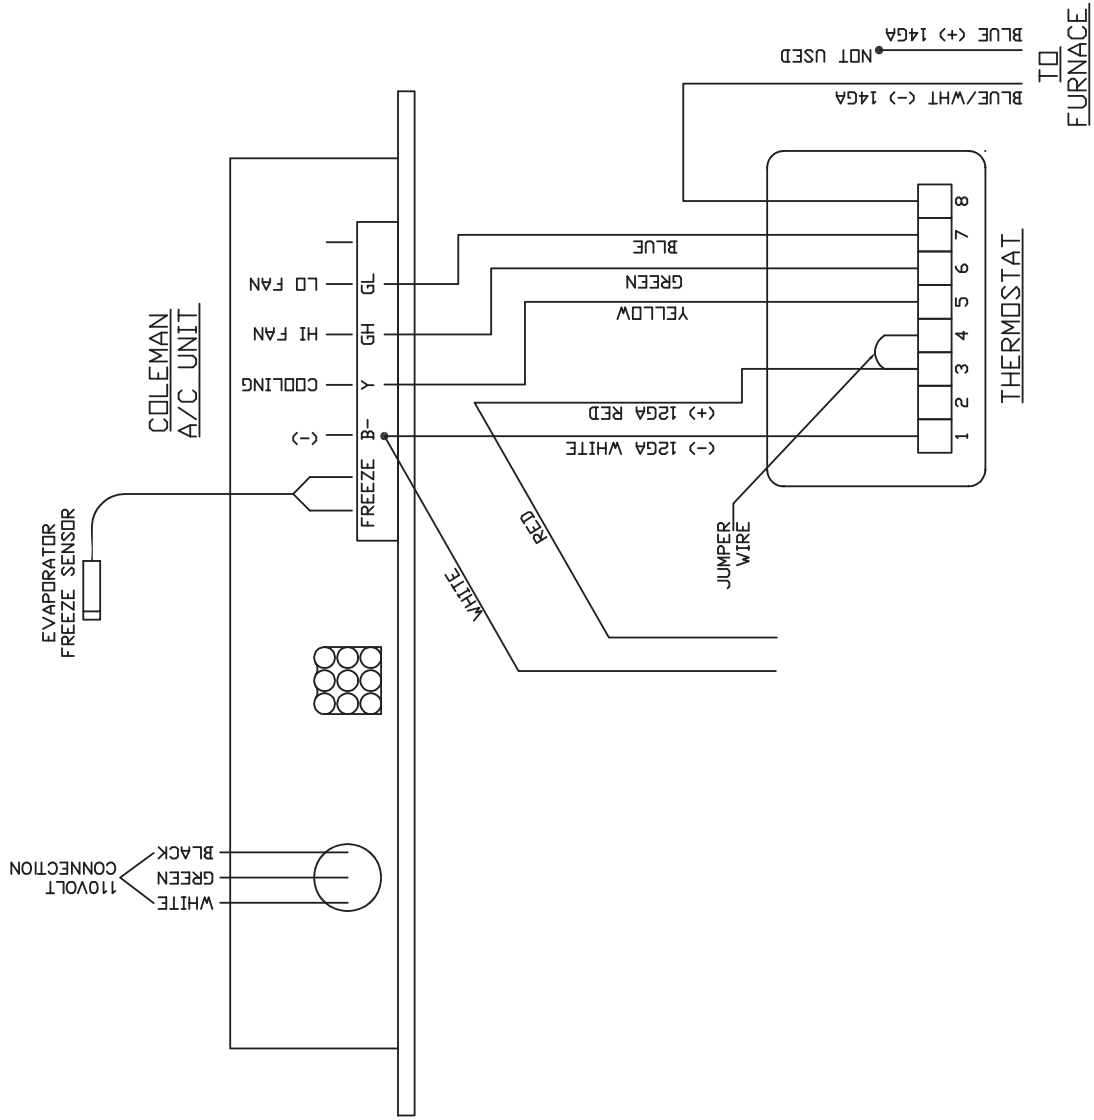 COLEMAN
A/C UNIT
EVAPORATOR
FREEZE SENSOR
LO FAN
HI FAN
COOLING
(-)
GL
GH
Y
B-
FREEZE
110VOLT
CONNECTION
BLACK
GREEN
WHITE
BLUE
GREEN
YELLOW
(+) 12GA RED
(-) 12GA WHITE
RED
WHITE
JUMPER
WIRE
8
7
6
5
4
3
2
1
THERMOSTAT
BLUE (+) 14GA
NOT USED
BLUE/WHT (-) 14GA
TO
FURNACE